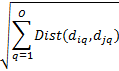 √(∑_{q=1}^{O} Dist(d_{iq}, d_{jq}))